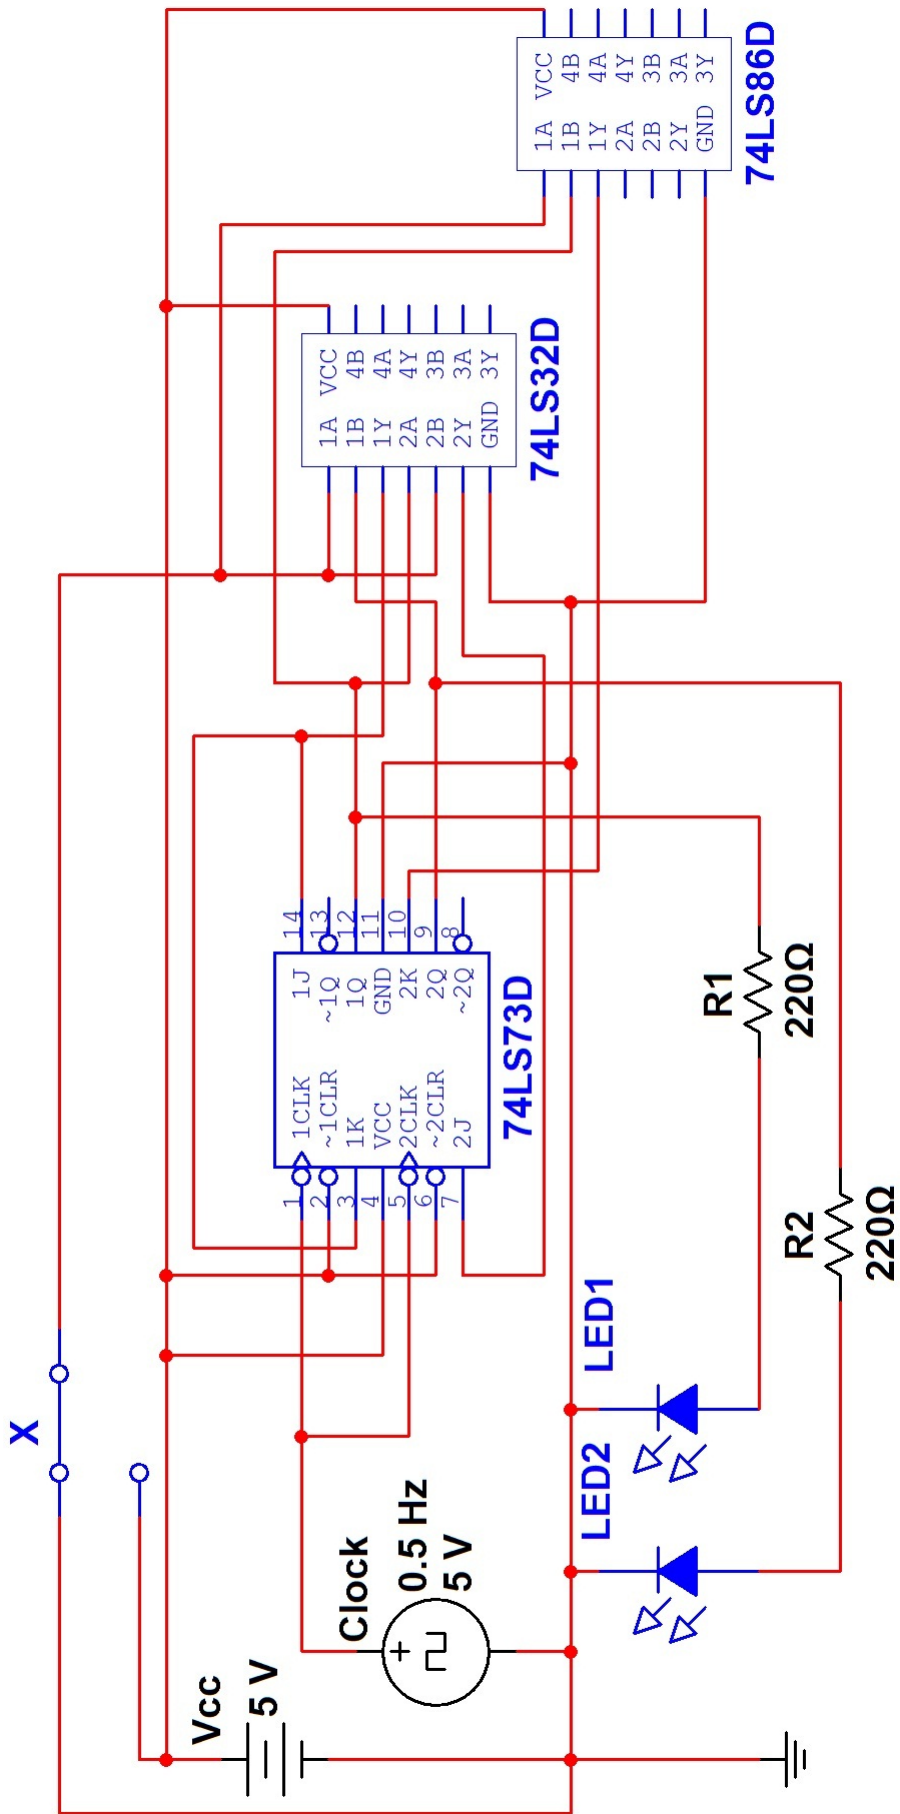 X
Vcc
5 V
Clock
0.5 Hz
5 V
LED2
LED1
R2
220Ω
R1
220Ω
1 1CLK
2 ~1CLR
3 1K
4 VCC
5 2CLK
6 ~2CLR
7 2J
1J 14
~1Q 13
1Q 12
GND 11
2K 10
2Q 9
~2Q 8
74LS73D
1A VCC
1B 4B
1Y 4A
2A 4Y
2B 3B
2Y 3A
GND 3Y
74LS32D
1A VCC
1B 4B
1Y 4A
2A 4Y
2B 3B
2Y 3A
GND 3Y
74LS86D